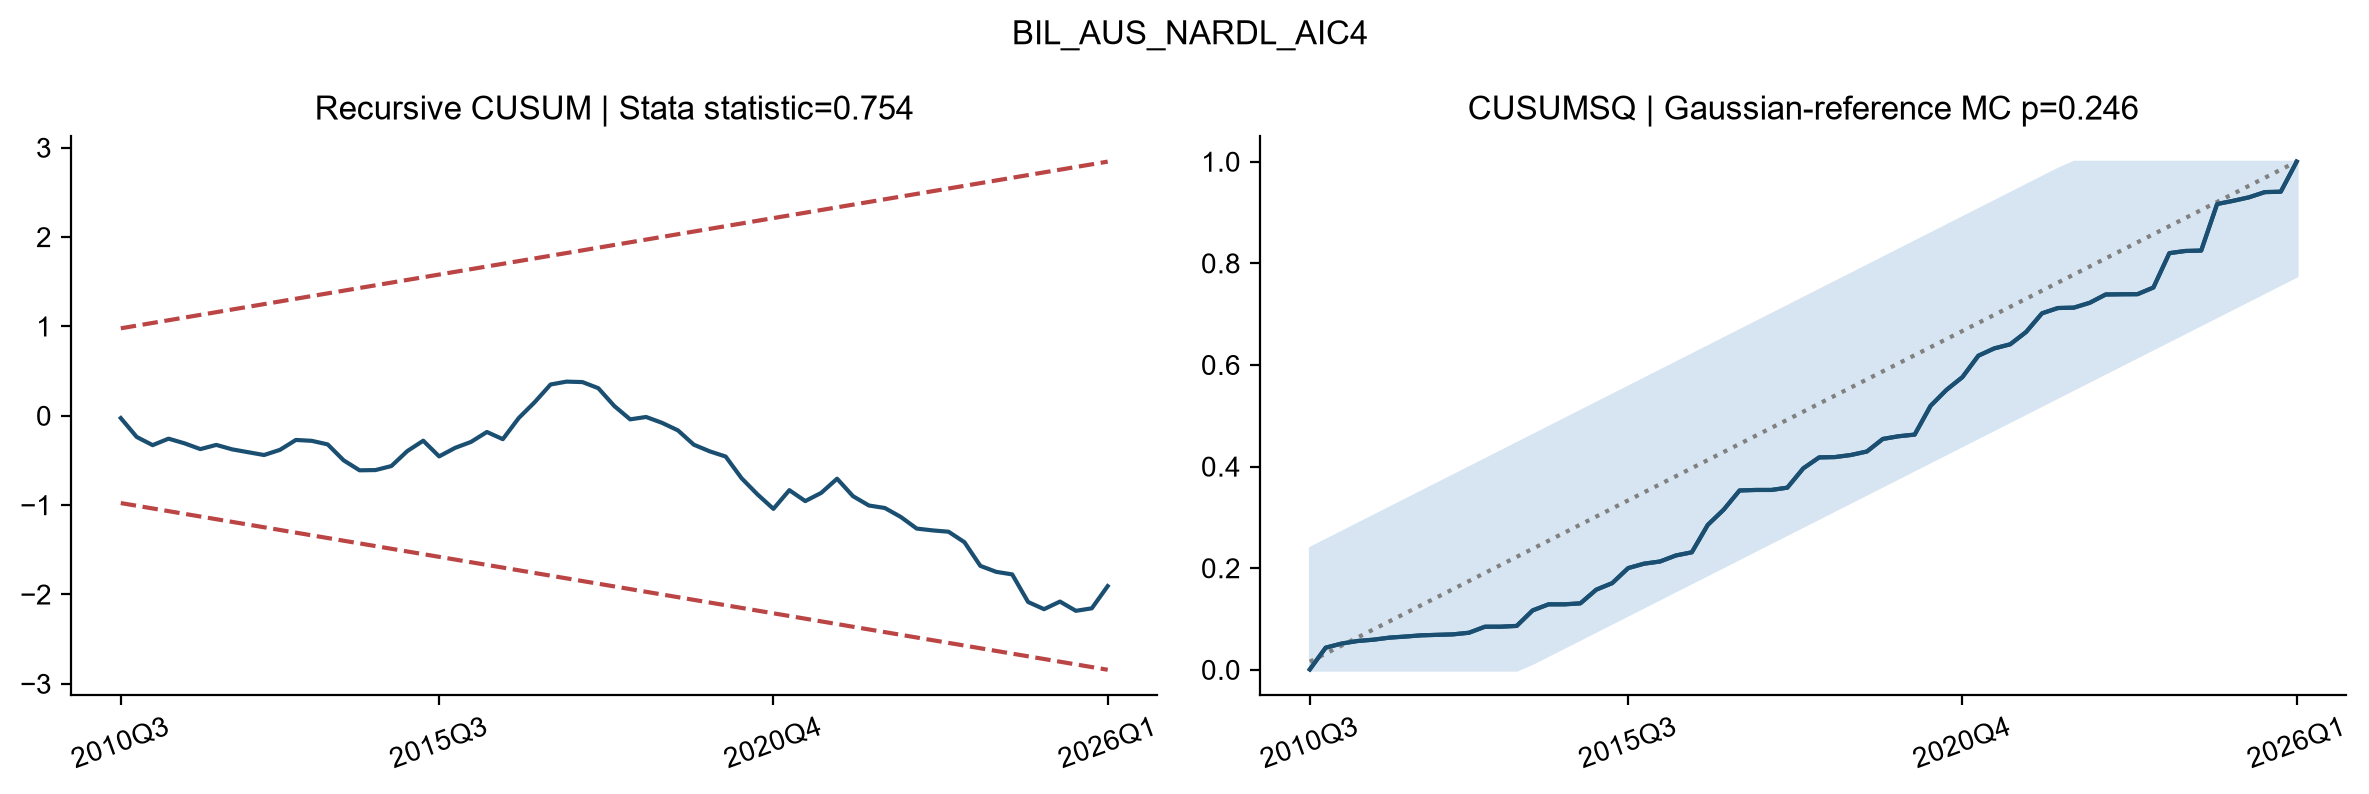 BIL_AUS_NARDL_AIC4
Recursive CUSUM | Stata statistic=0.754
3
2
1
0
−1
−2
−3
2010Q3
2015Q3
2020Q4
2026Q1
CUSUMSQ | Gaussian-reference MC p=0.246
1.0
0.8
0.6
0.4
0.2
0.0
2010Q3
2015Q3
2020Q4
2026Q1